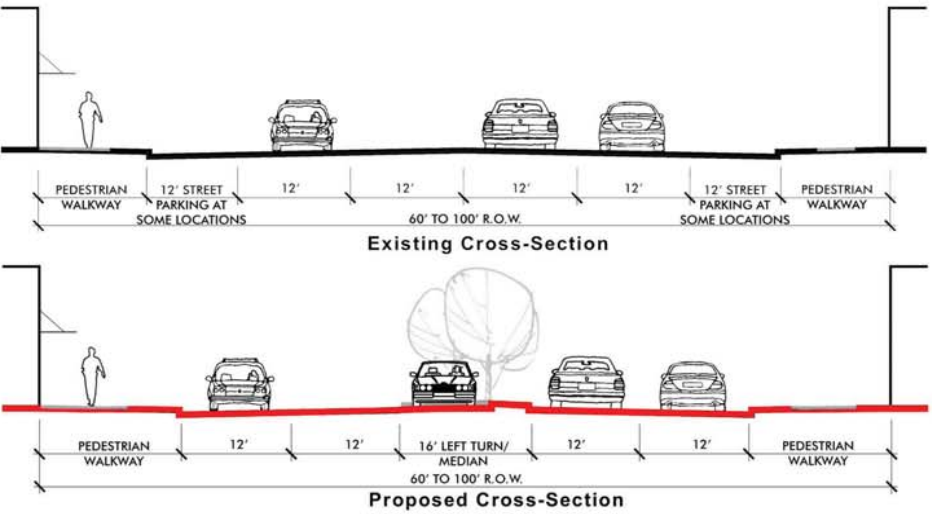 PEDESTRIAN WALKWAY
12' STREET PARKING AT SOME LOCATIONS
12'
12'
12'
12'
12' STREET PARKING AT SOME LOCATIONS
PEDESTRIAN WALKWAY
60' TO 100' R.O.W.
Existing Cross-Section
PEDESTRIAN WALKWAY
12'
12'
16' LEFT TURN/ MEDIAN
12'
12'
PEDESTRIAN WALKWAY
60' TO 100' R.O.W.
Proposed Cross-Section